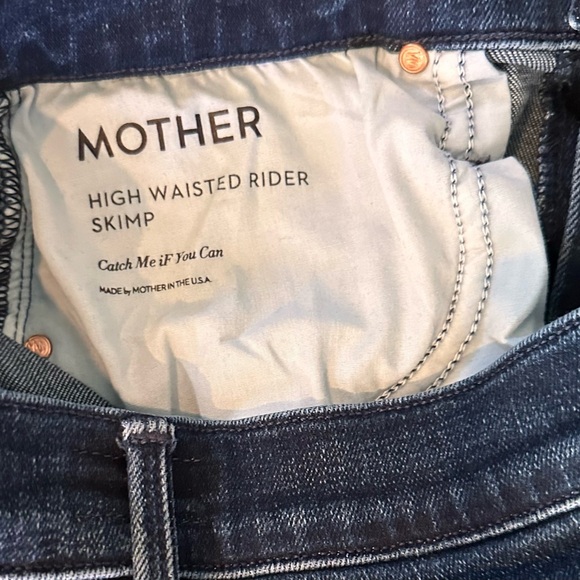 MOTHER
HIGH WAISTED RIDER
SKIMP
Catch Me iF You Can
MADE by MOTHER IN THE U.S.A.